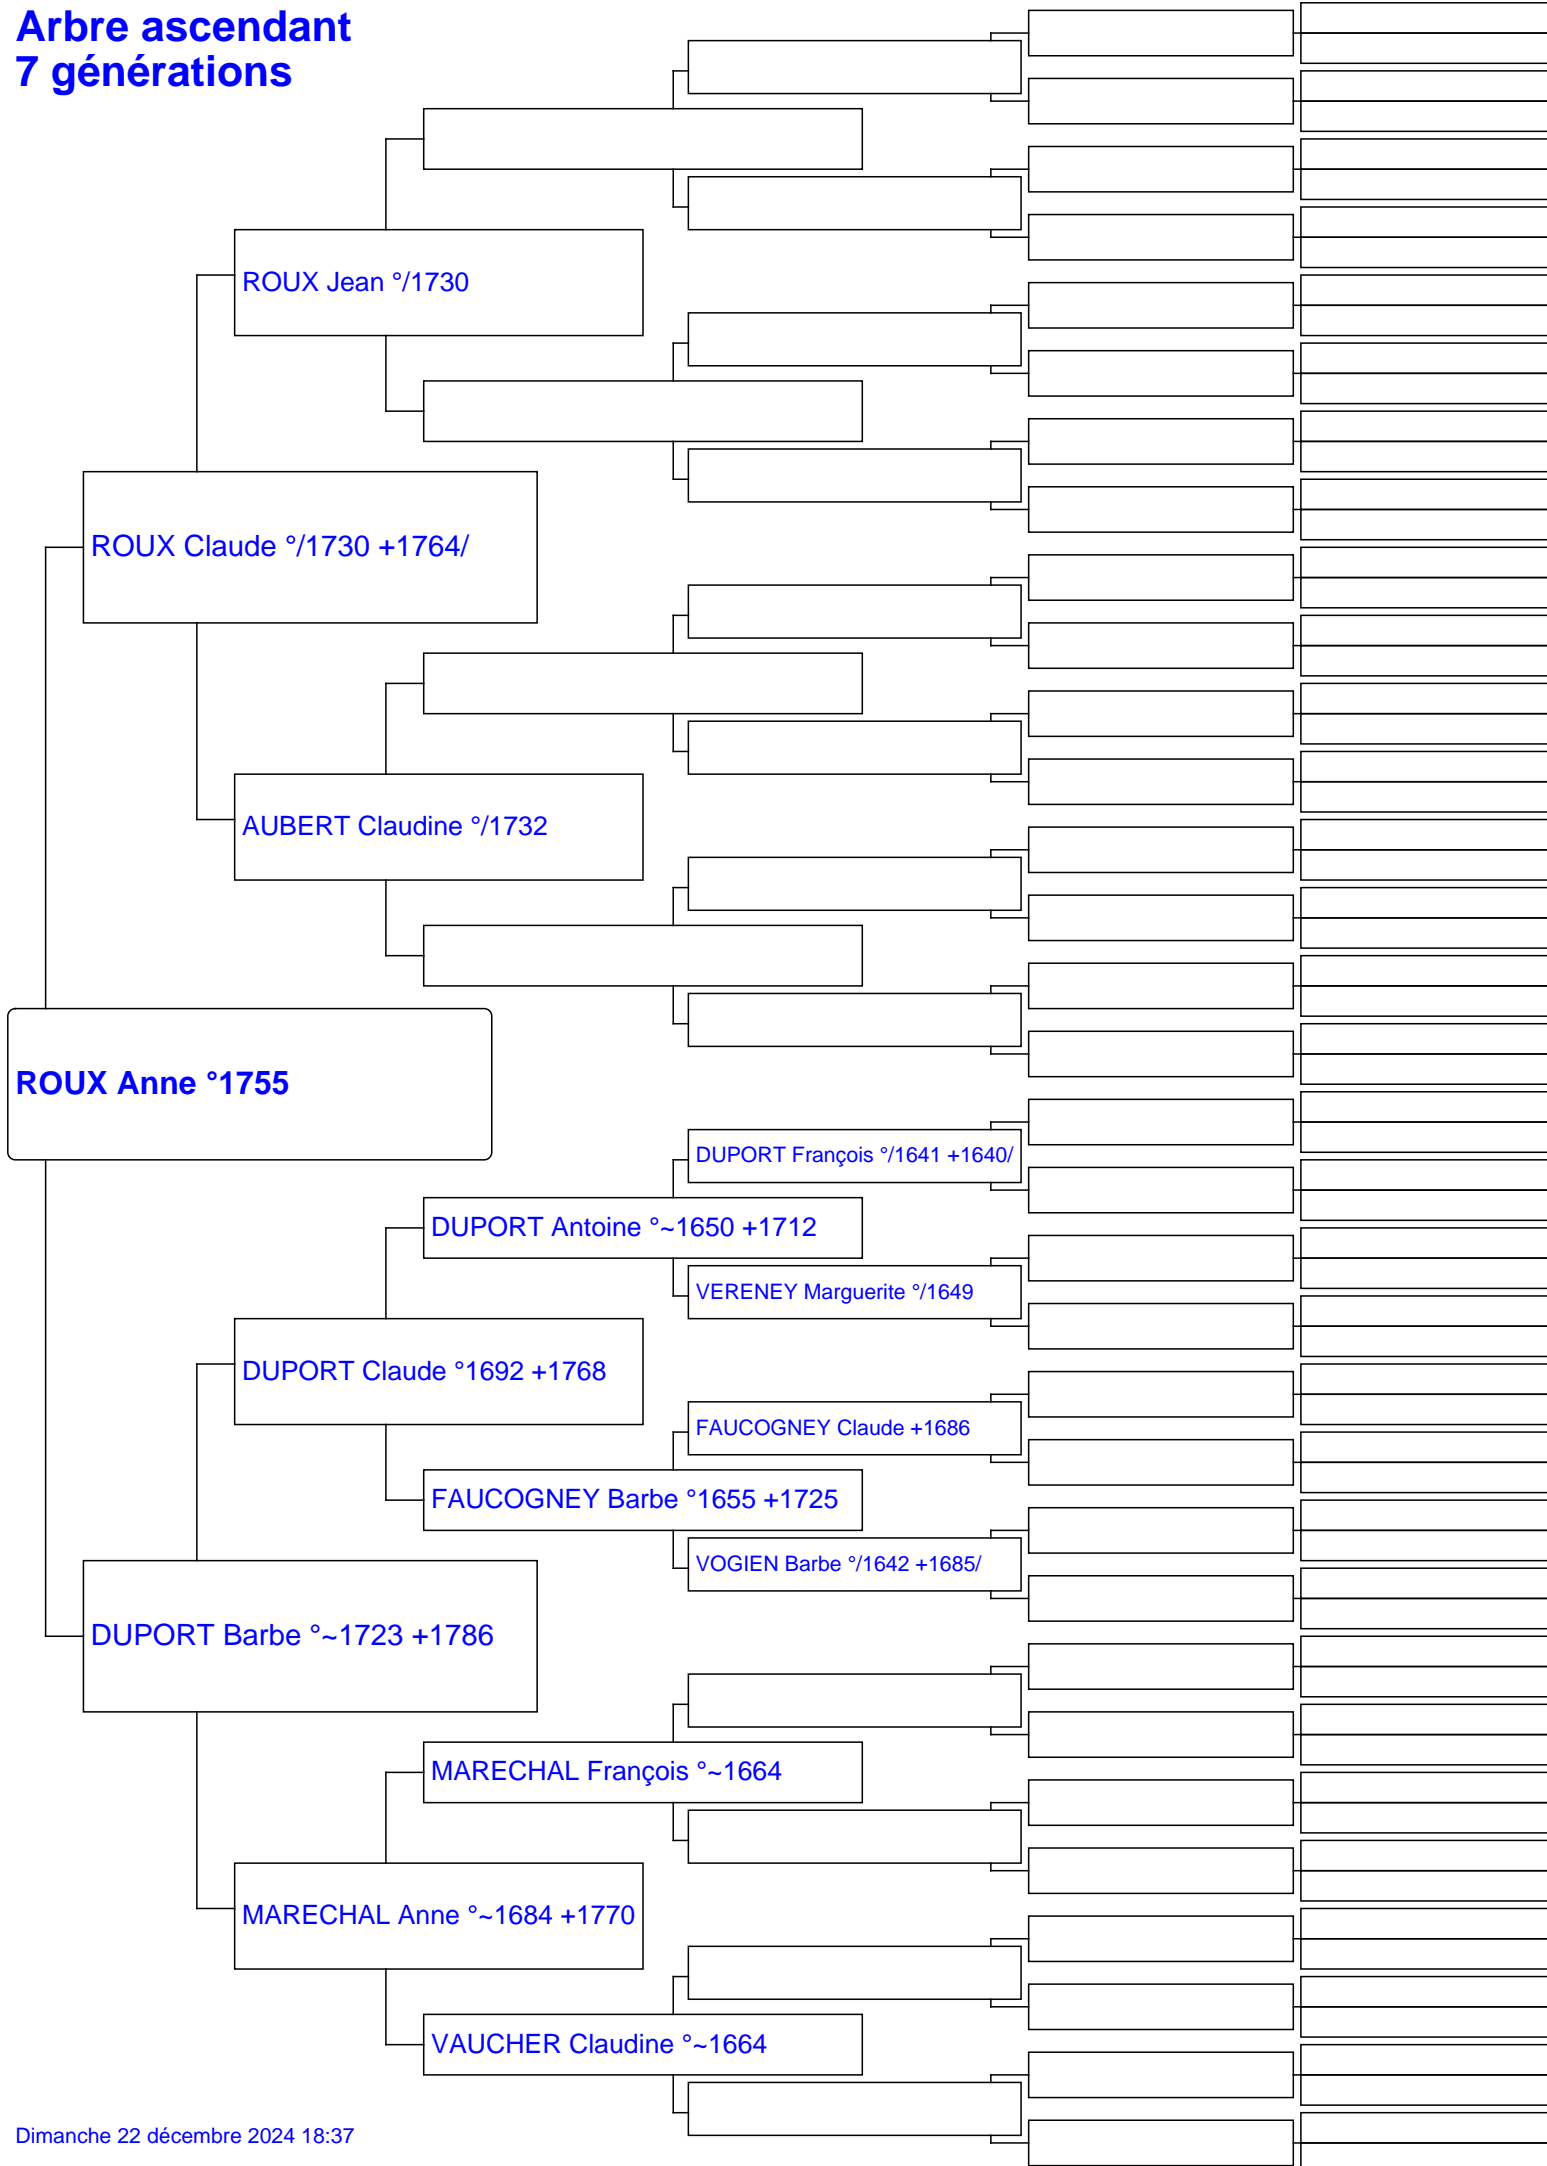 Arbre ascendant
7 générations
ROUX Jean °/1730
ROUX Claude °/1730 +1764/
AUBERT Claudine °/1732
ROUX Anne °1755
DUPORT François °/1641 +1640/
DUPORT Antoine °~1650 +1712
VERENEY Marguerite °/1649
DUPORT Claude °1692 +1768
FAUCOGNEY Claude +1686
FAUCOGNEY Barbe °1655 +1725
VOGIEN Barbe °/1642 +1685/
DUPORT Barbe °~1723 +1786
MARECHAL François °~1664
MARECHAL Anne °~1684 +1770
VAUCHER Claudine °~1664
Dimanche 22 décembre 2024 18:37